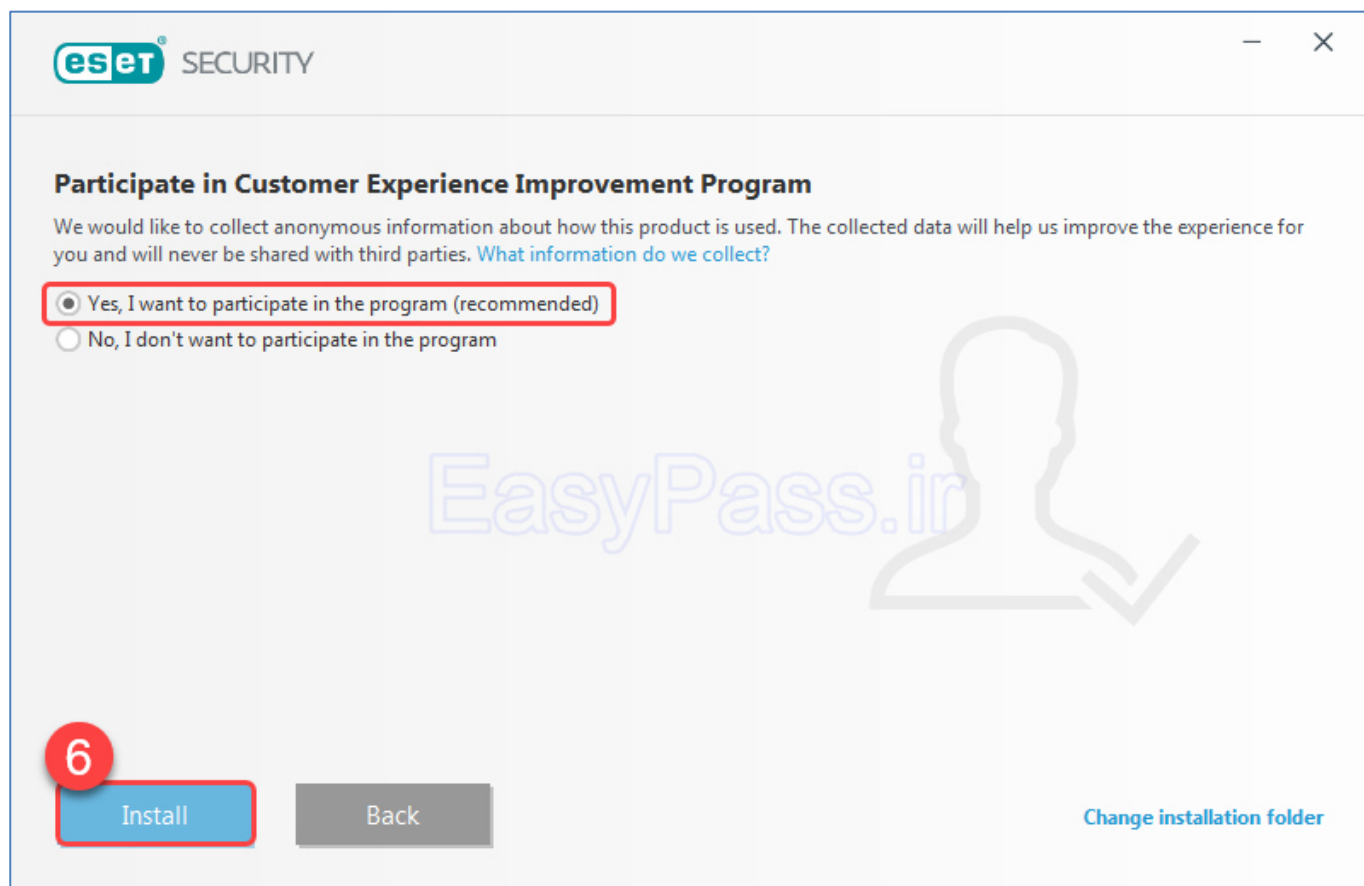 eset® SECURITY
Participate in Customer Experience Improvement Program
We would like to collect anonymous information about how this product is used. The collected data will help us improve the experience for
you and will never be shared with third parties. What information do we collect?
Yes, I want to participate in the program (recommended)
No, I don't want to participate in the program
EasyPass.ir
6
Install
Back
Change installation folder